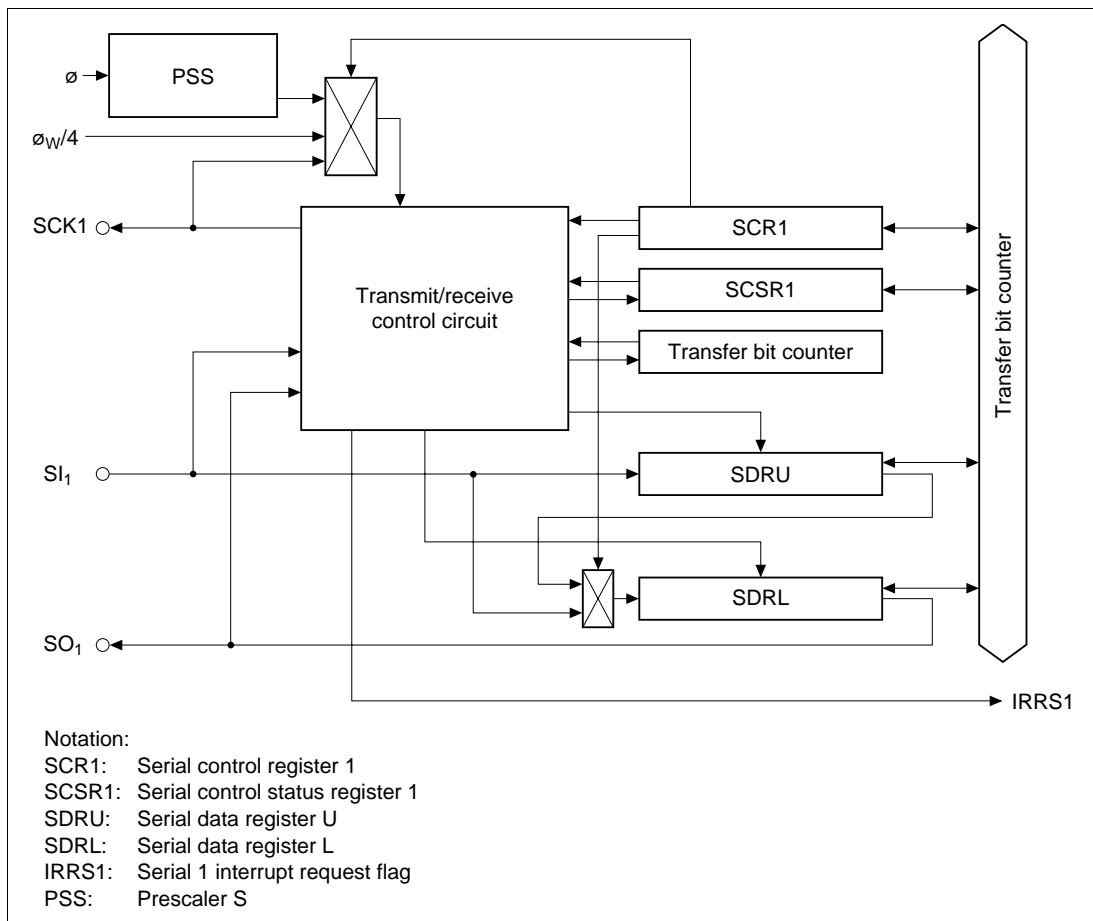 ø
PSS
øW/4
SCK1
SCR1
SCSR1
Transmit/receive
control circuit
Transfer bit counter
Transfer bit counter
SI1
SDRU
SDRL
SO1
IRRS1
Notation:
SCR1: Serial control register 1
SCSR1: Serial control status register 1
SDRU: Serial data register U
SDRL: Serial data register L
IRRS1: Serial 1 interrupt request flag
PSS: Prescaler S